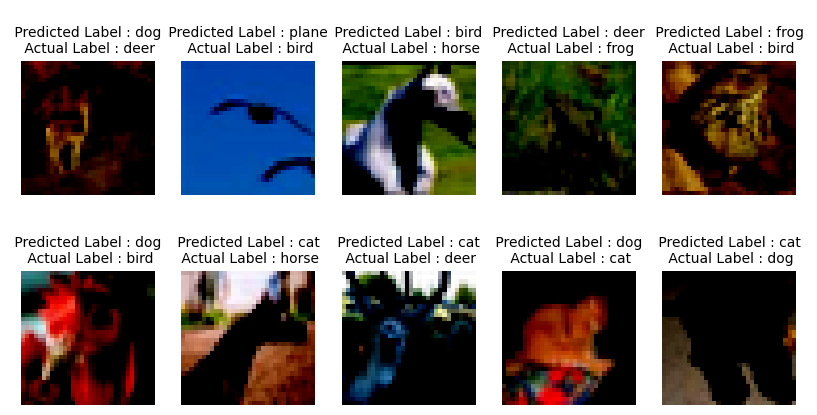 Predicted Label : dog
Actual Label : deer
Predicted Label : plane
Actual Label : bird
Predicted Label : bird
Actual Label : horse
Predicted Label : deer
Actual Label : frog
Predicted Label : frog
Actual Label : bird
Predicted Label : dog
Actual Label : bird
Predicted Label : cat
Actual Label : horse
Predicted Label : cat
Actual Label : deer
Predicted Label : dog
Actual Label : cat
Predicted Label : cat
Actual Label : dog